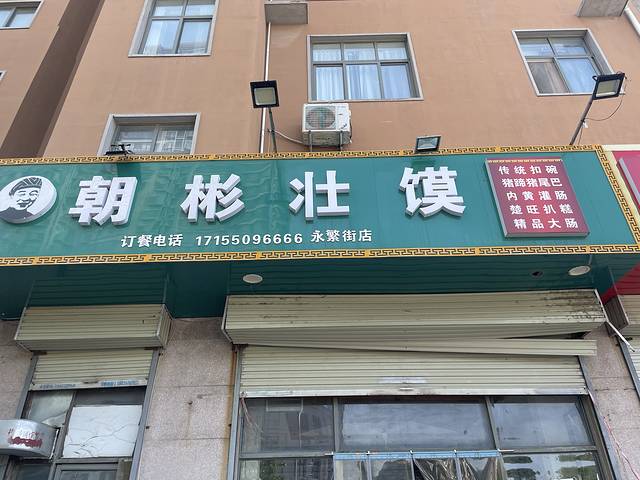 朝彬壮馍
订餐电话 17155096666 永繁街店
传统扣碗
猪蹄猪尾巴
内黄灌肠
楚旺扒糕
精品大肠